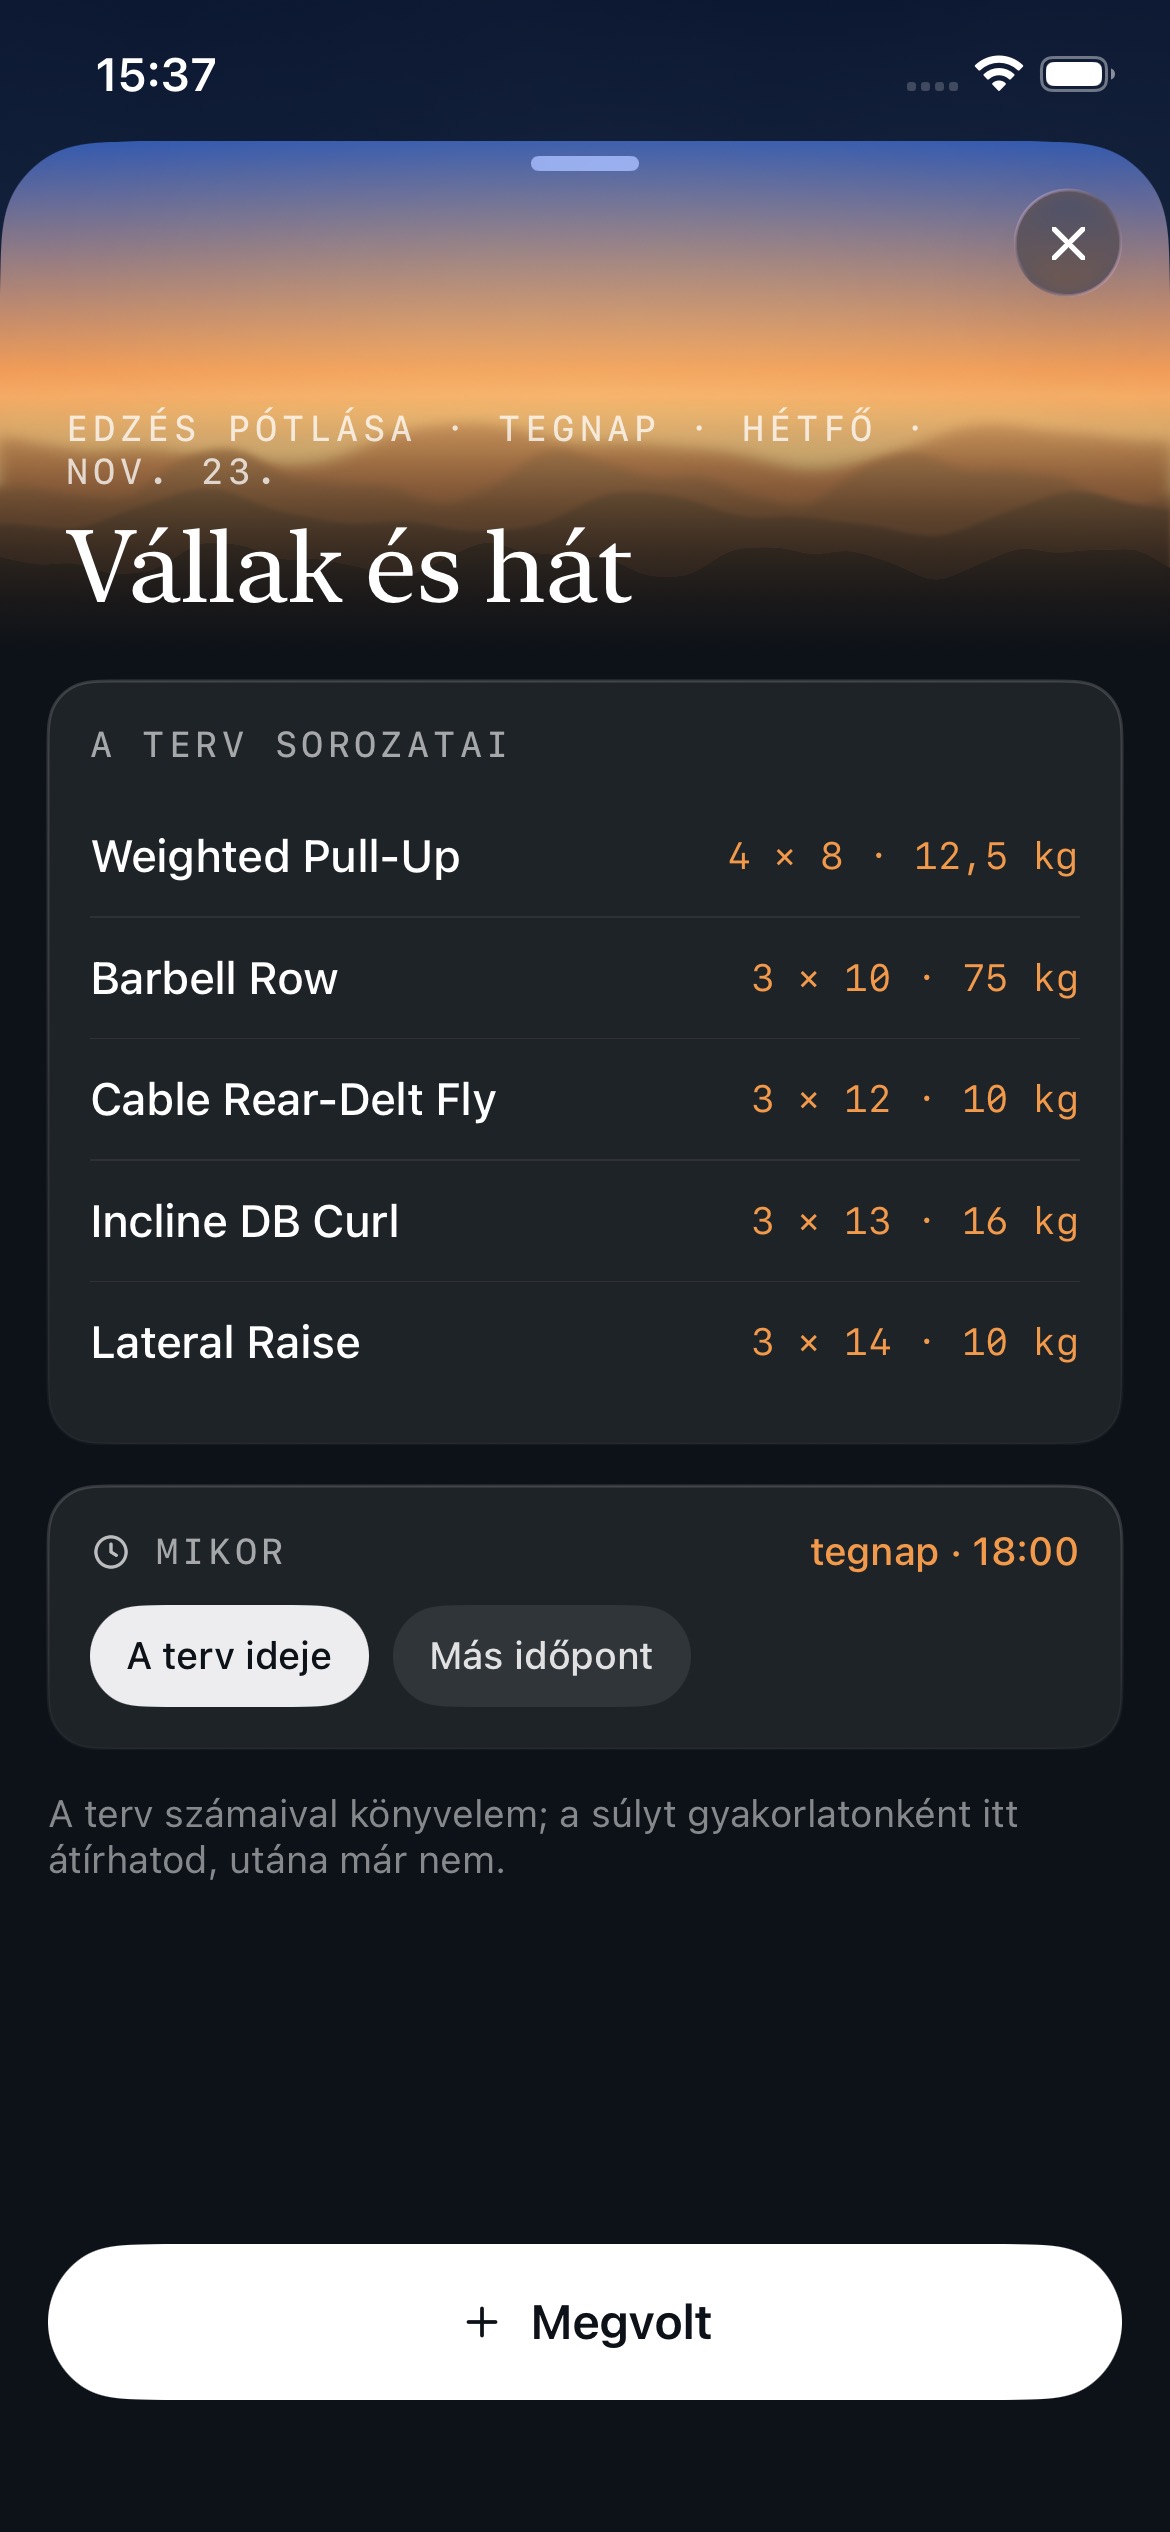 15:37
EDZÉS PÓTLÁSA · TEGNAP · HÉTFŐ ·
NOV. 23.
Vállak és hát
A TERV SOROZATAI
Weighted Pull-Up 4 × 8 · 12,5 kg
Barbell Row 3 × 10 · 75 kg
Cable Rear-Delt Fly 3 × 12 · 10 kg
Incline DB Curl 3 × 13 · 16 kg
Lateral Raise 3 × 14 · 10 kg
MIKOR tegnap · 18:00
A terv ideje Más időpont
A terv számaival könyvelem; a súlyt gyakorlatonként itt
átírhatod, utána már nem.
+ Megvolt